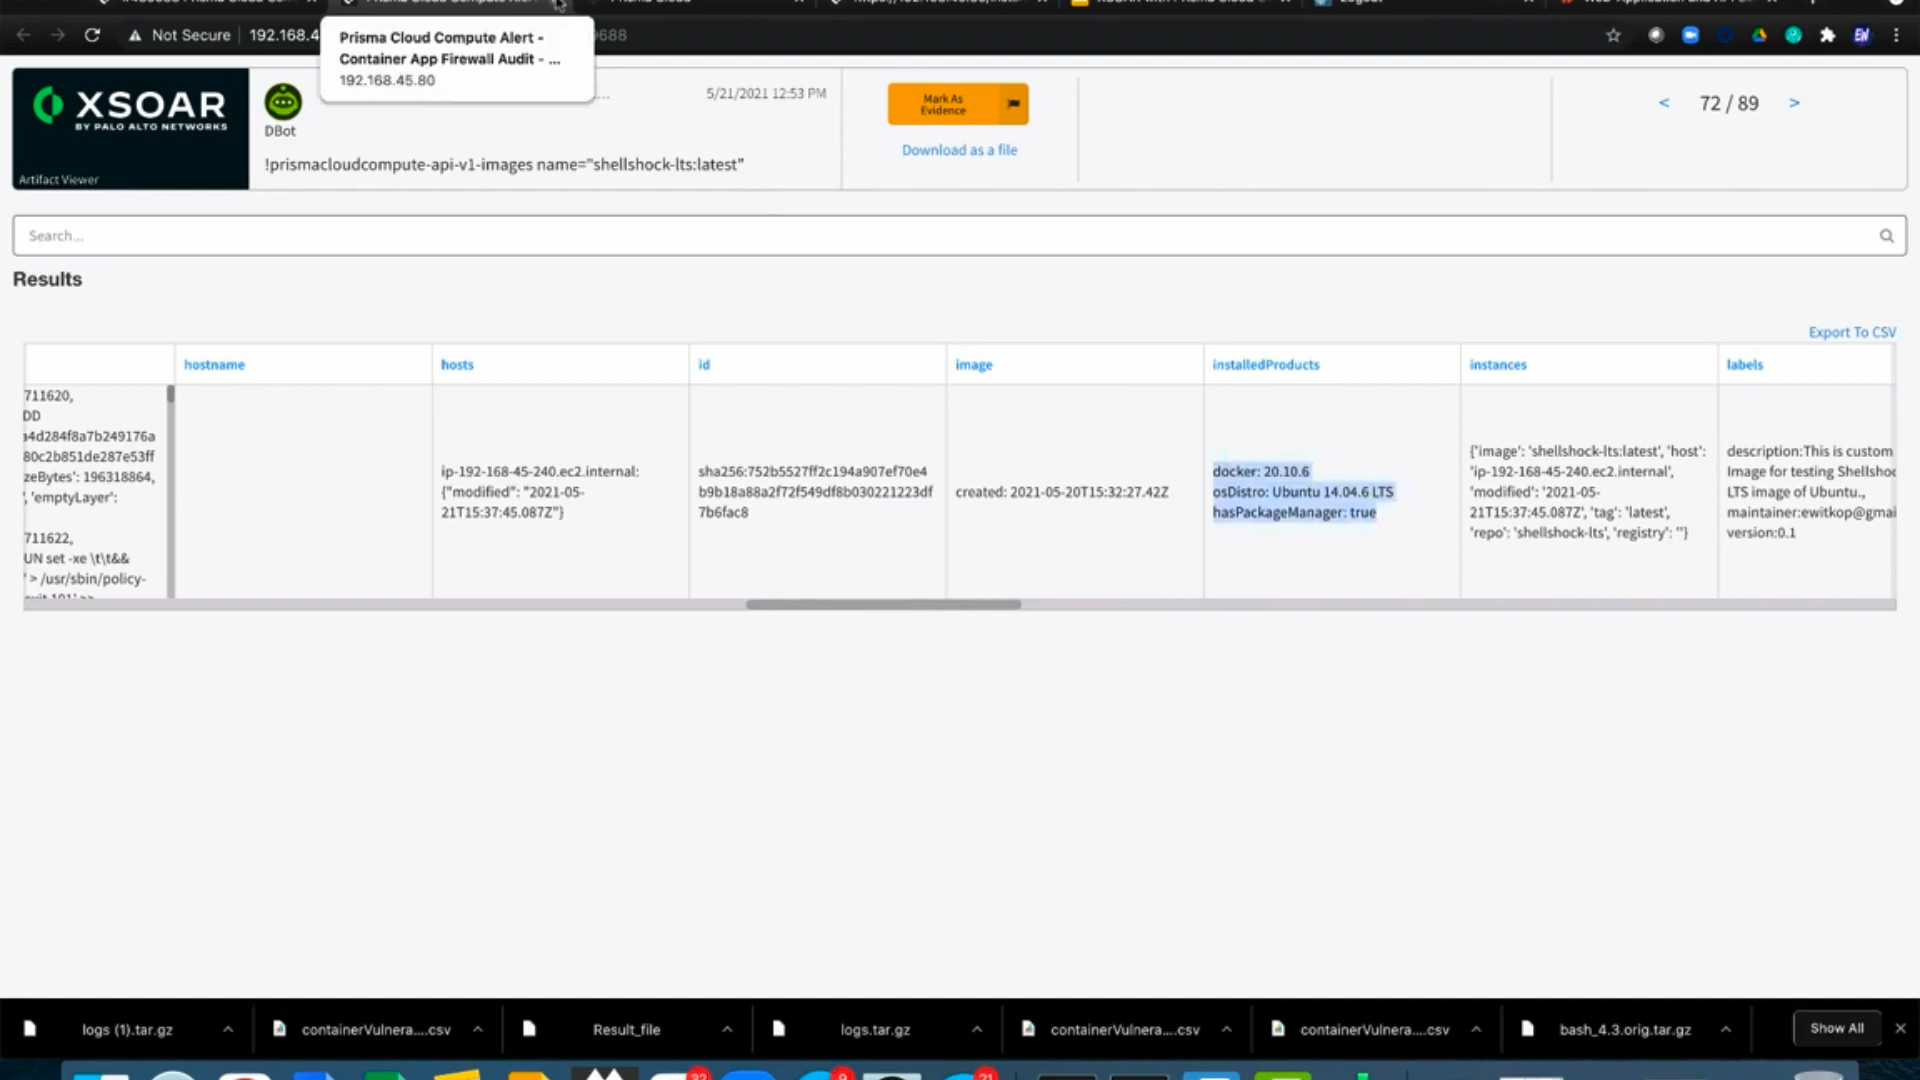 Not Secure
192.168.4
9688
Prisma Cloud Compute Alert -
Container App Firewall Audit - ...
192.168.45.80
XSOAR
BY PALO ALTO NETWORKS
Artifact Viewer
DBot
...
5/21/2021 12:53 PM
!prismacloudcompute-api-v1-images name="shellshock-lts:latest"
Mark As
Evidence
Download as a file
< 72 / 89 >
Search...
Results
Export To CSV
hostname
hosts
id
image
installedProducts
instances
labels
711620,
DD
a4d284f8a7b249176a
80c2b851de287e53ff
zeBytes': 196318864,
', 'emptyLayer':
711622,
UN set -xe \t\t&&
' > /usr/sbin/policy-
ip-192-168-45-240.ec2.internal:
{"modified": "2021-05-
21T15:37:45.087Z"}
sha256:752b5527ff2c194a907ef70e4
b9b18a88a2f72f549df8b030221223df
7b6fac8
created: 2021-05-20T15:32:27.42Z
docker: 20.10.6
osDistro: Ubuntu 14.04.6 LTS
hasPackageManager: true
{'image': 'shellshock-lts:latest', 'host':
'ip-192-168-45-240.ec2.internal',
'modified': '2021-05-
21T15:37:45.087Z', 'tag': 'latest',
'repo': 'shellshock-lts', 'registry': ''}
description:This is custom
Image for testing Shellshoc
LTS image of Ubuntu.,
maintainer:ewitkop@gmai
version:0.1
logs (1).tar.gz
containerVulnera....csv
Result_file
logs.tar.gz
containerVulnera....csv
containerVulnera....csv
bash_4.3.orig.tar.gz
Show All